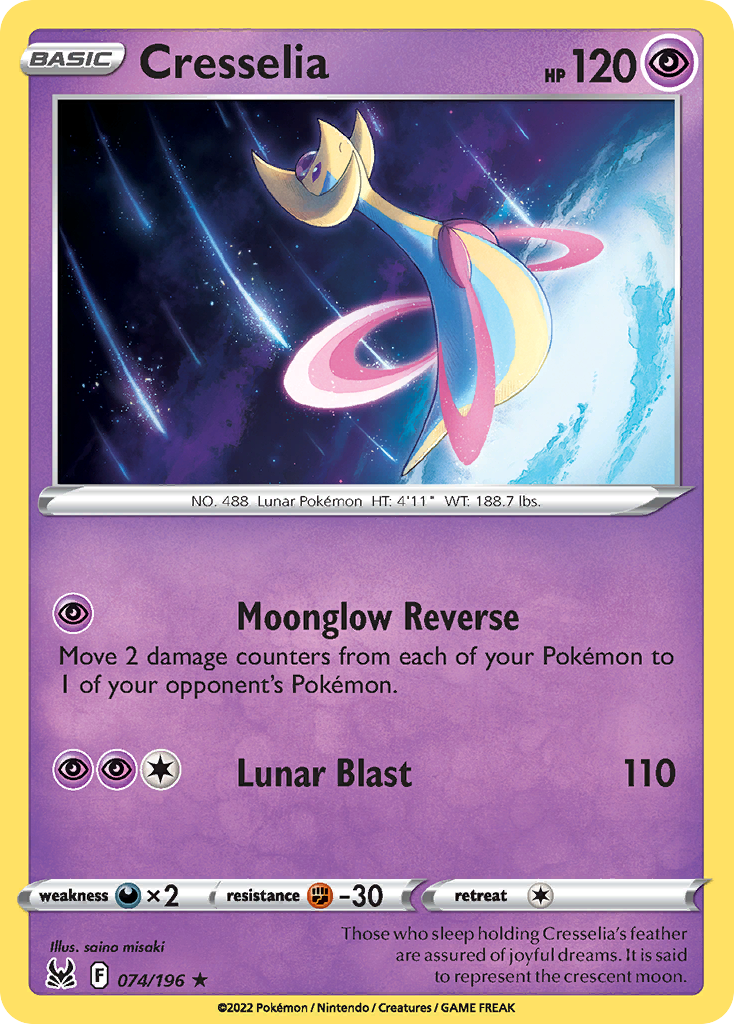 BASIC Cresselia HP 120
NO. 488 Lunar Pokémon HT: 4'11" WT: 188.7 lbs.
Moonglow Reverse
Move 2 damage counters from each of your Pokémon to
1 of your opponent's Pokémon.
Lunar Blast 110
weakness ×2 resistance -30 retreat
Illus. saino misaki
Those who sleep holding Cresselia's feather
are assured of joyful dreams. It is said
to represent the crescent moon.
F 074/196 ★
©2022 Pokémon / Nintendo / Creatures / GAME FREAK